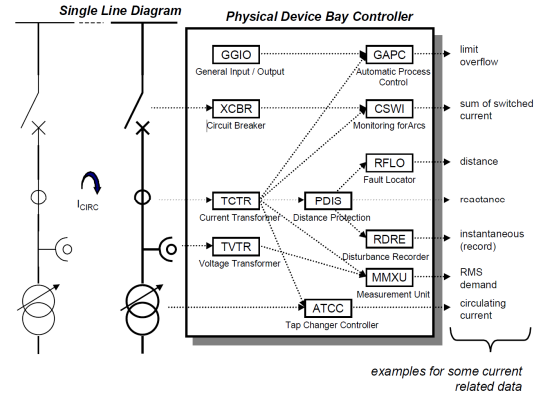 Single Line Diagram
Physical Device Bay Controller
GGIO
General Input / Output
GAPC
Automatic Process
Control
limit
overflow
XCBR
Circuit Breaker
CSWI
Monitoring forArcs
sum of switched
current
RFLO
Fault Locator
distance
ICIRC
TCTR
Current Transformer
PDIS
Distance Protection
reactance
TVTR
Voltage Transformer
RDRE
Disturbance Recorder
instantaneous
(record)
MMXU
Measurement Unit
RMS
demand
ATCC
Tap Changer Controller
circulating
current
examples for some current
related data